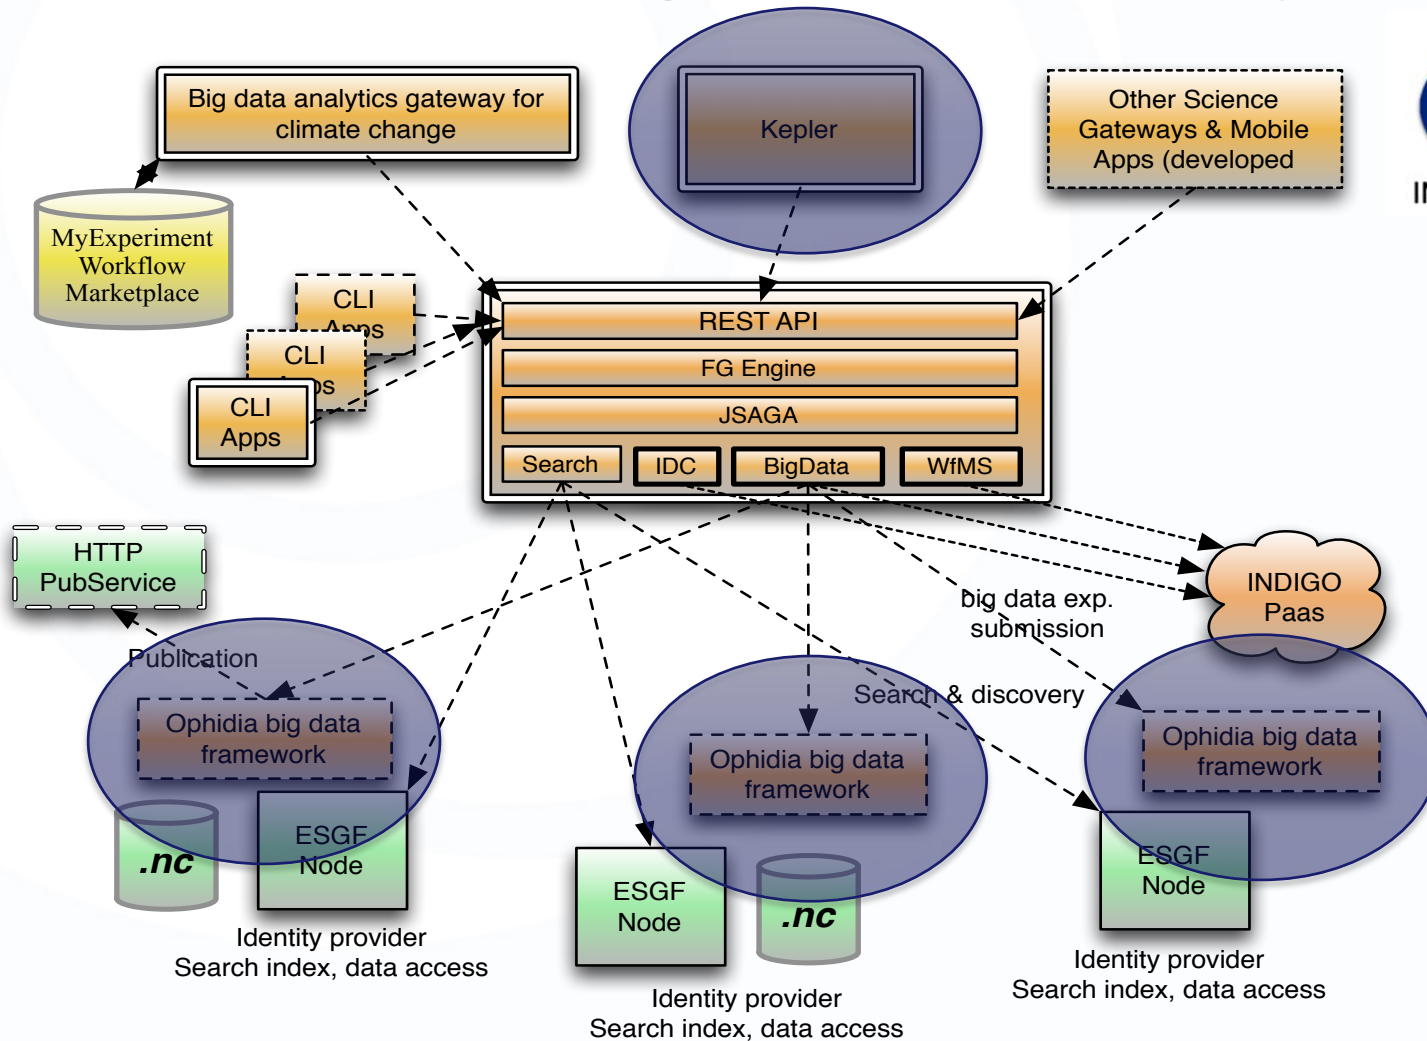 Big data analytics gateway for
climate change
Kepler
Other Science
Gateways & Mobile
Apps (developed
MyExperiment
Workflow
Marketplace
CLI
Apps
CLI
Apps
CLI
Apps
REST API
FG Engine
JSAGA
Search
IDC
BigData
WfMS
HTTP
PubService
INDIGO
Paas
big data exp.
submission
Publication
Search & discovery
Ophidia big data
framework
Ophidia big data
framework
Ophidia big data
framework
.nc
ESGF
Node
ESGF
Node
.nc
ESGF
Node
Identity provider
Search index, data access
Identity provider
Search index, data access
Identity provider
Search index, data access